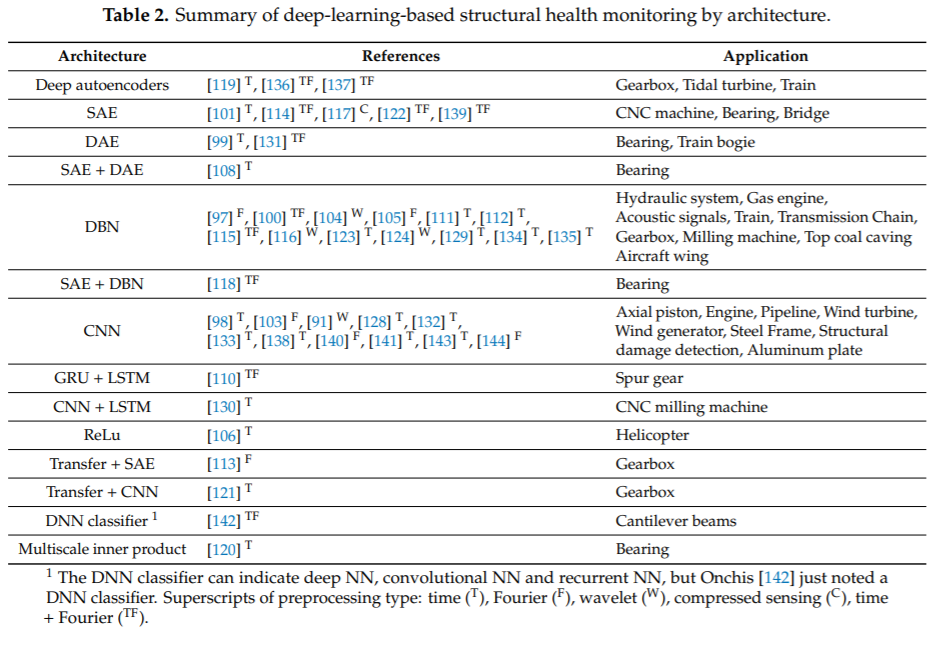 Table 2. Summary of deep-learning-based structural health monitoring by architecture.
Architecture References Application
Deep autoencoders [119] T, [136] TF, [137] TF Gearbox, Tidal turbine, Train
SAE [101] T, [114] TF, [117] C, [122] TF, [139] TF CNC machine, Bearing, Bridge
DAE [99] T, [131] TF Bearing, Train bogie
SAE + DAE [108] T Bearing
DBN [97] F, [100] TF, [104] W, [105] F, [111] T, [112] T,
[115] TF, [116] W, [123] T, [124] W, [129] T, [134] T, [135] T
Hydraulic system, Gas engine,
Acoustic signals, Train, Transmission Chain,
Gearbox, Milling machine, Top coal caving
Aircraft wing
SAE + DBN [118] TF Bearing
CNN [98] T, [103] F, [91] W, [128] T, [132] T,
[133] T, [138] T, [140] F, [141] T, [143] T, [144] F
Axial piston, Engine, Pipeline, Wind turbine,
Wind generator, Steel Frame, Structural
damage detection, Aluminum plate
GRU + LSTM [110] TF Spur gear
CNN + LSTM [130] T CNC milling machine
ReLu [106] T Helicopter
Transfer + SAE [113] F Gearbox
Transfer + CNN [121] T Gearbox
DNN classifier 1 [142] TF Cantilever beams
Multiscale inner product [120] T Bearing
1 The DNN classifier can indicate deep NN, convolutional NN and recurrent NN, but Onchis [142] just noted a
DNN classifier. Superscripts of preprocessing type: time (T), Fourier (F), wavelet (W), compressed sensing (C), time
+ Fourier (TF).